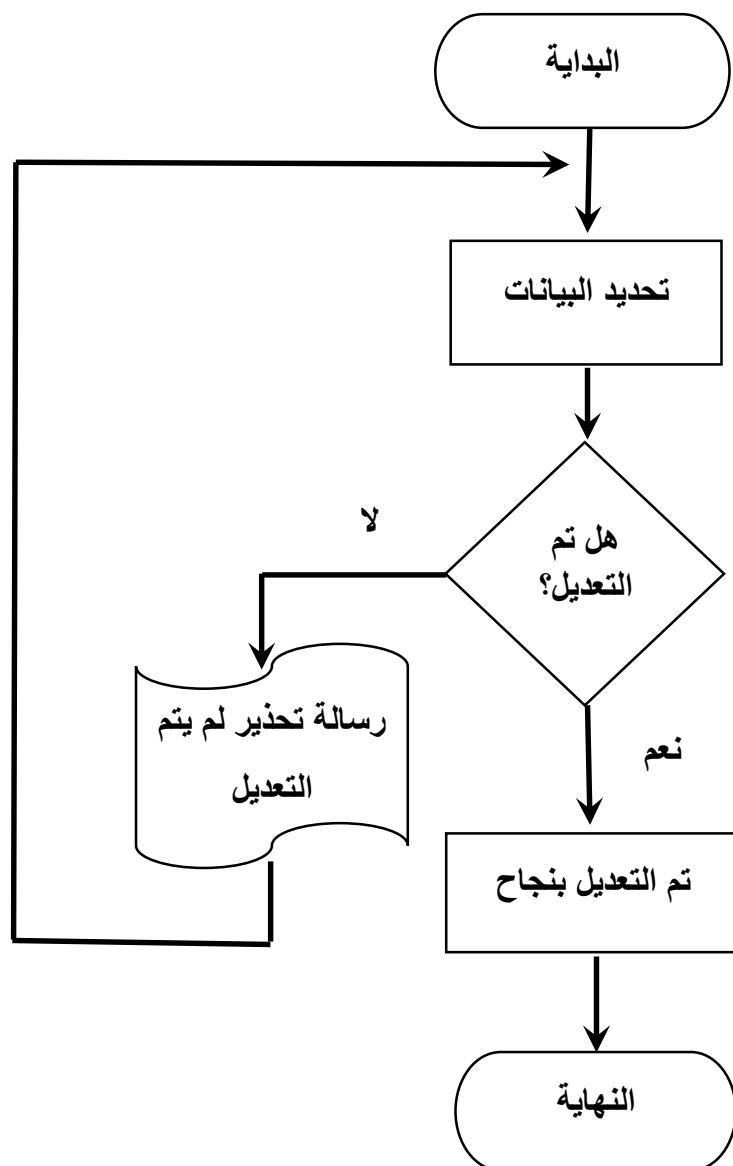 البداية
تحديد البيانات
هل تم
التعديل؟
لا
رسالة تحذير لم يتم
التعديل
نعم
تم التعديل بنجاح
النهاية